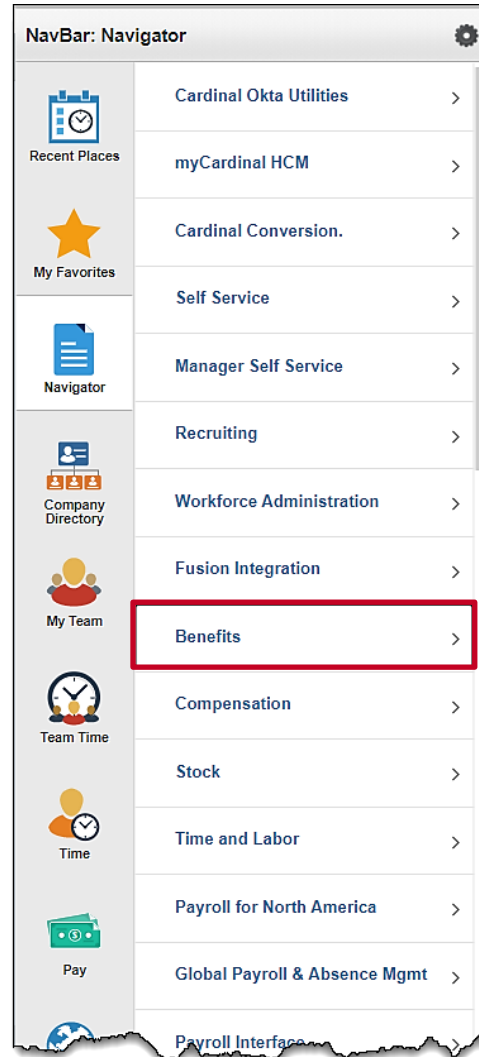 NavBar: Navigator
Recent Places
My Favorites
Navigator
Company
Directory
My Team
Team Time
Time
Pay
Cardinal Okta Utilities
myCardinal HCM
Cardinal Conversion.
Self Service
Manager Self Service
Recruiting
Workforce Administration
Fusion Integration
Benefits
Compensation
Stock
Time and Labor
Payroll for North America
Global Payroll & Absence Mgmt
Payroll Interface